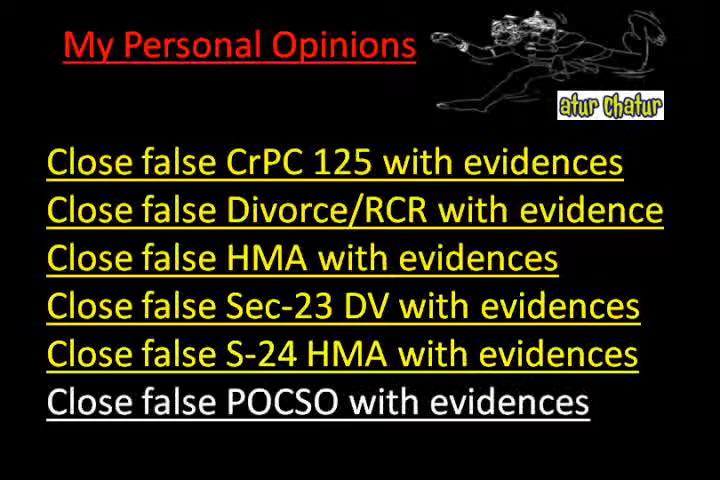 My Personal Opinions
atur Chatur
Close false CrPC 125 with evidences
Close false Divorce/RCR with evidence
Close false HMA with evidences
Close false Sec-23 DV with evidences
Close false S-24 HMA with evidences
Close false POCSO with evidences